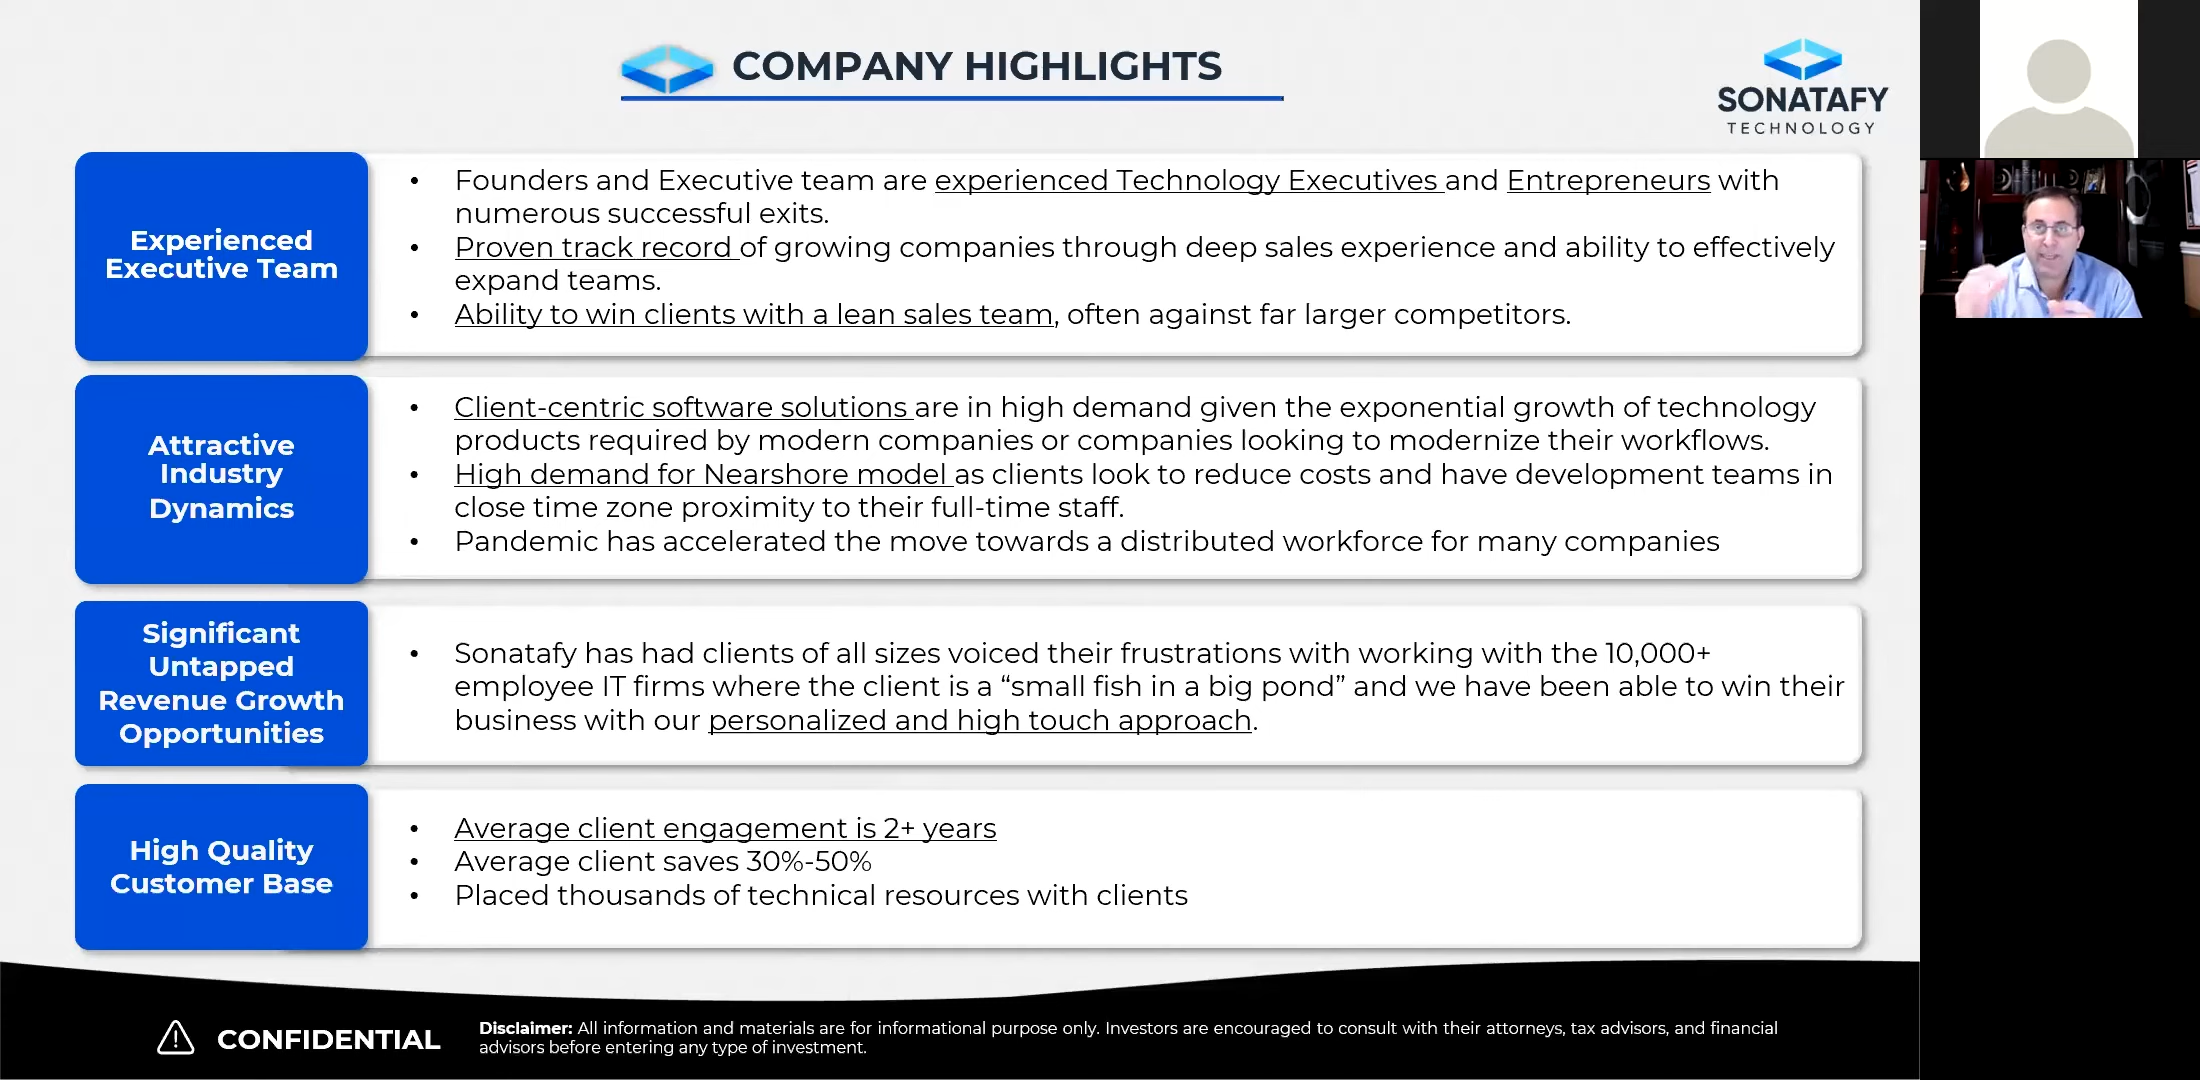 COMPANY HIGHLIGHTS
SONATAFY
TECHNOLOGY
Experienced
Executive Team
• Founders and Executive team are experienced Technology Executives and Entrepreneurs with
numerous successful exits.
• Proven track record of growing companies through deep sales experience and ability to effectively
expand teams.
• Ability to win clients with a lean sales team, often against far larger competitors.
Attractive
Industry
Dynamics
• Client-centric software solutions are in high demand given the exponential growth of technology
products required by modern companies or companies looking to modernize their workflows.
• High demand for Nearshore model as clients look to reduce costs and have development teams in
close time zone proximity to their full-time staff.
• Pandemic has accelerated the move towards a distributed workforce for many companies
Significant
Untapped
Revenue Growth
Opportunities
• Sonatafy has had clients of all sizes voiced their frustrations with working with the 10,000+
employee IT firms where the client is a “small fish in a big pond” and we have been able to win their
business with our personalized and high touch approach.
High Quality
Customer Base
• Average client engagement is 2+ years
• Average client saves 30%-50%
• Placed thousands of technical resources with clients
CONFIDENTIAL
Disclaimer: All information and materials are for informational purpose only. Investors are encouraged to consult with their attorneys, tax advisors, and financial
advisors before entering any type of investment.